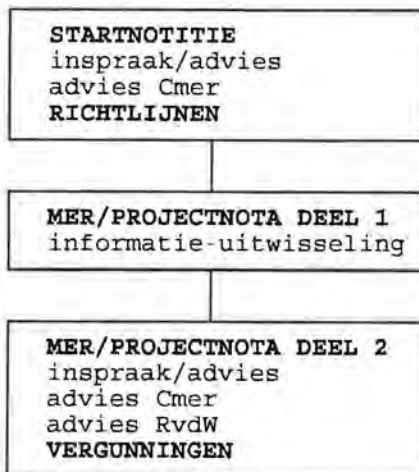 STARTNOTITIE
inspraak/advies
advies Cmer
RICHTLIJNEN
MER/PROJECTNOTA DEEL 1
informatie-uitwisseling
MER/PROJECTNOTA DEEL 2
inspraak/advies
advies Cmer
advies RvdW
VERGUNNINGEN